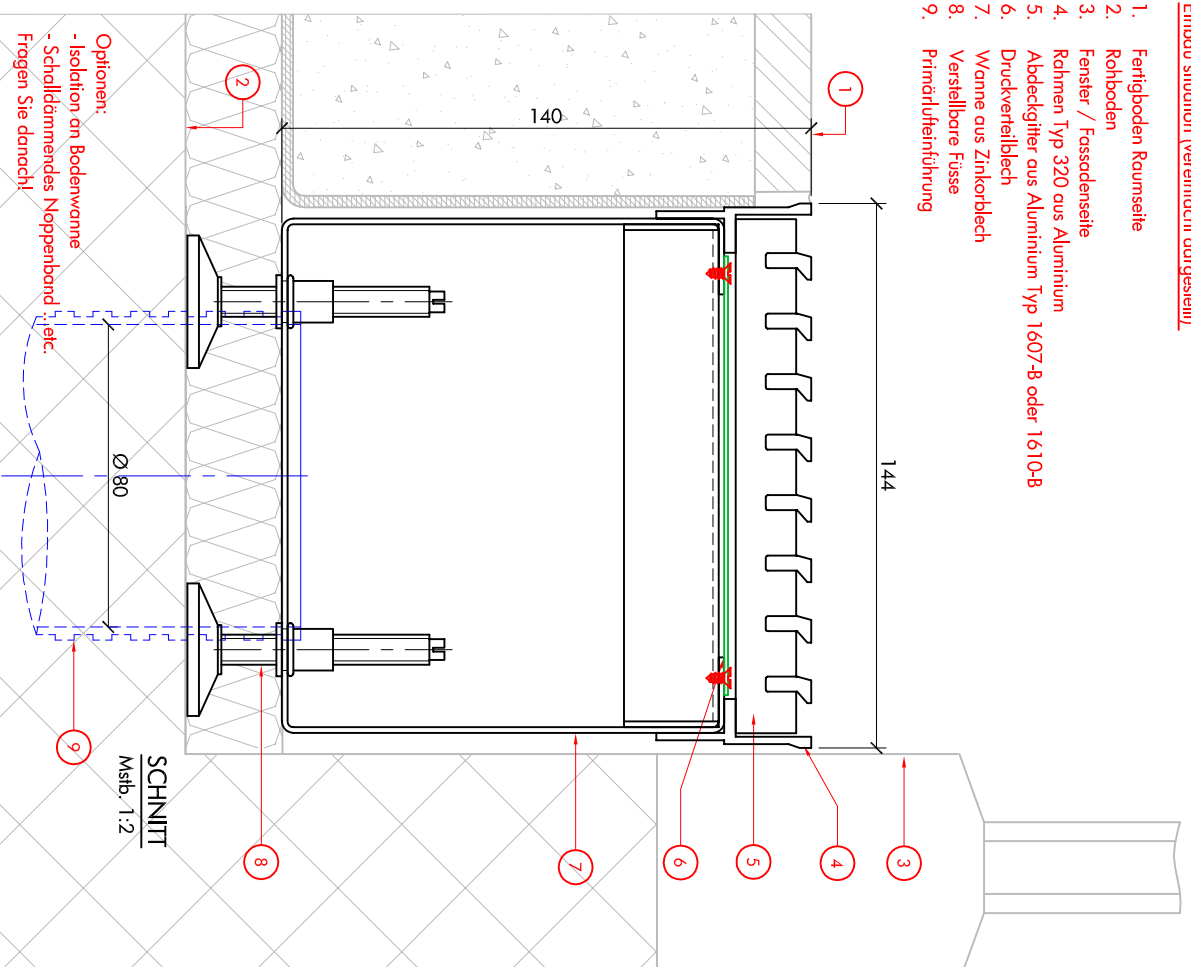 Einbau situation (vereinfacht dargestellt)
1. Fertigboden Raumseite
2. Rohboden
3. Fenster / Fassadenseite
4. Rahmen Typ 320 aus Aluminium
5. Abdeckgitter aus Aluminium Typ 1607-B oder 1610-B
6. Druckverteilblech
7. Wanne aus Zinkorblech
8. Verstellbare Füsse
9. Primärlufteinführung
144
140
Ø 80
1
2
3
4
5
6
7
8
9
SCHNITT
Mstb. 1:2
Optionen:
- Isolation an Bodenwanne
- Schalldämmendes Noppenband ...etc.
Fragen Sie danach!